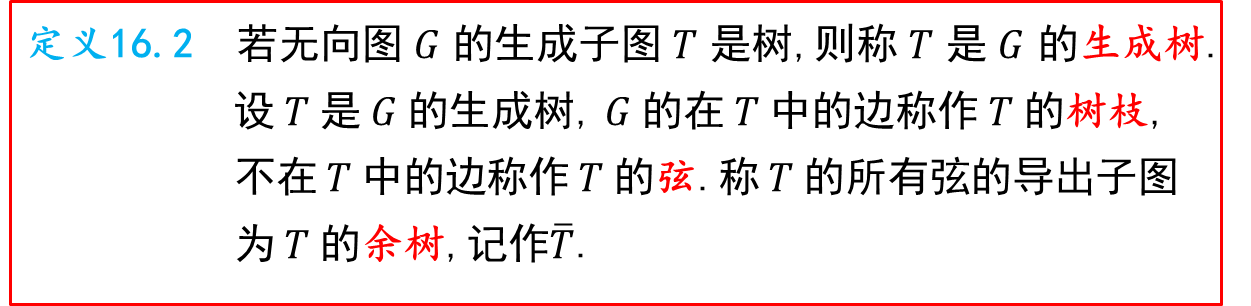 定义16.2 若无向图 G 的生成子图 T 是树,则称 T 是 G 的生成树.
设 T 是 G 的生成树, G 的在 T 中的边称作 T 的树枝,
不在 T 中的边称作 T 的弦.称 T 的所有弦的导出子图
为 T 的余树,记作T̅.